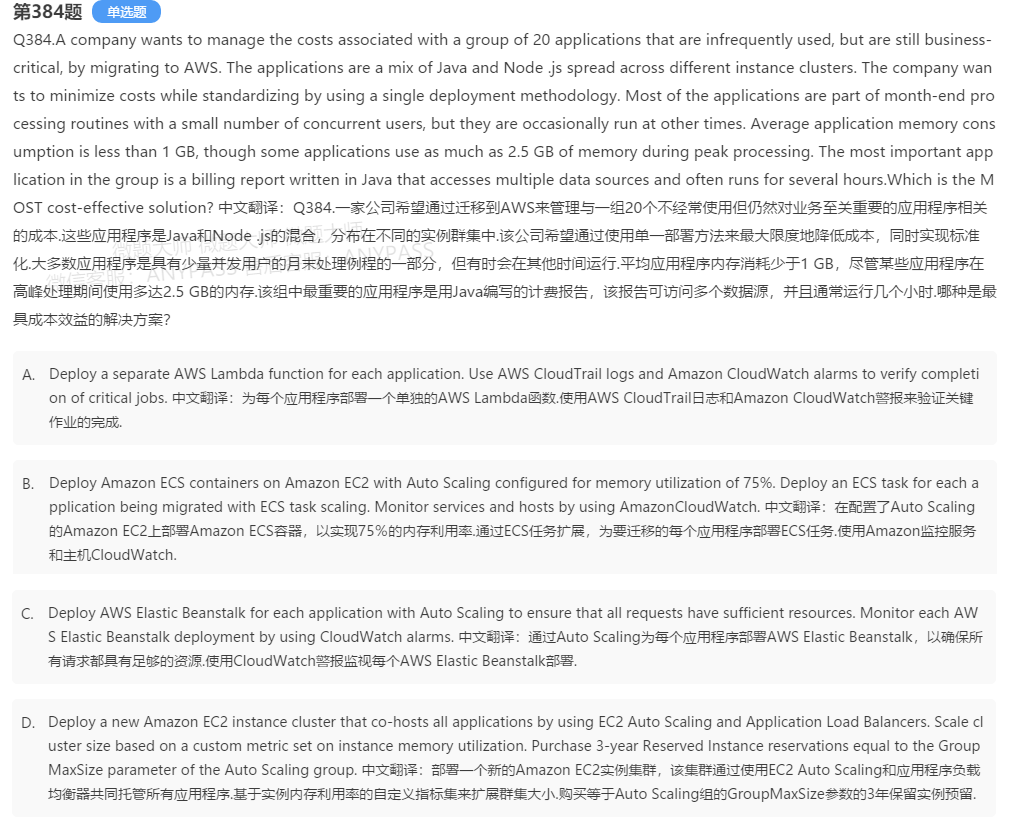 第384题 单选题
Q384.A company wants to manage the costs associated with a group of 20 applications that are infrequently used, but are still business-
critical, by migrating to AWS. The applications are a mix of Java and Node .js spread across different instance clusters. The company wan
ts to minimize costs while standardizing by using a single deployment methodology. Most of the applications are part of month-end pro
cessing routines with a small number of concurrent users, but they are occasionally run at other times. Average application memory cons
umption is less than 1 GB, though some applications use as much as 2.5 GB of memory during peak processing. The most important app
lication in the group is a billing report written in Java that accesses multiple data sources and often runs for several hours.Which is the M
OST cost-effective solution? 中文翻译：Q384.一家公司希望通过迁移到AWS来管理与一组20个不经常使用但仍然对业务至关重要的应用程序相关
的成本.这些应用程序是Java和Node .js的混合，分布在不同的实例群集中.该公司希望通过使用单一部署方法来最大限度地降低成本，同时实现标准
化.大多数应用程序是具有少量并发用户的月末处理例程的一部分，但有时会在其他时间运行.平均应用程序内存消耗少于1 GB，尽管某些应用程序在
高峰处理期间使用多达2.5 GB的内存.该组中最重要的应用程序是用Java编写的计费报告，该报告可访问多个数据源，并且通常运行几个小时.哪种是最
具成本效益的解决方案？
A. Deploy a separate AWS Lambda function for each application. Use AWS CloudTrail logs and Amazon CloudWatch alarms to verify completi
on of critical jobs. 中文翻译：为每个应用程序部署一个单独的AWS Lambda函数.使用AWS CloudTrail日志和Amazon CloudWatch警报来验证关键
作业的完成.
B. Deploy Amazon ECS containers on Amazon EC2 with Auto Scaling configured for memory utilization of 75%. Deploy an ECS task for each a
pplication being migrated with ECS task scaling. Monitor services and hosts by using AmazonCloudWatch. 中文翻译：在配置了Auto Scaling
的Amazon EC2上部署Amazon ECS容器，以实现75%的内存利用率.通过ECS任务扩展，为要迁移的每个应用程序部署ECS任务.使用Amazon监控服务
和主机CloudWatch.
C. Deploy AWS Elastic Beanstalk for each application with Auto Scaling to ensure that all requests have sufficient resources. Monitor each AW
S Elastic Beanstalk deployment by using CloudWatch alarms. 中文翻译：通过Auto Scaling为每个应用程序部署AWS Elastic Beanstalk，以确保所
有请求都具有足够的资源.使用CloudWatch警报监视每个AWS Elastic Beanstalk部署.
D. Deploy a new Amazon EC2 instance cluster that co-hosts all applications by using EC2 Auto Scaling and Application Load Balancers. Scale cl
uster size based on a custom metric set on instance memory utilization. Purchase 3-year Reserved Instance reservations equal to the Group
MaxSize parameter of the Auto Scaling group. 中文翻译：部署一个新的Amazon EC2实例集群，该集群通过使用EC2 Auto Scaling和应用程序负载
均衡器共同托管所有应用程序.基于实例内存利用率的自定义指标集来扩展群集大小.购买等于Auto Scaling组的GroupMaxSize参数的3年保留实例预留.